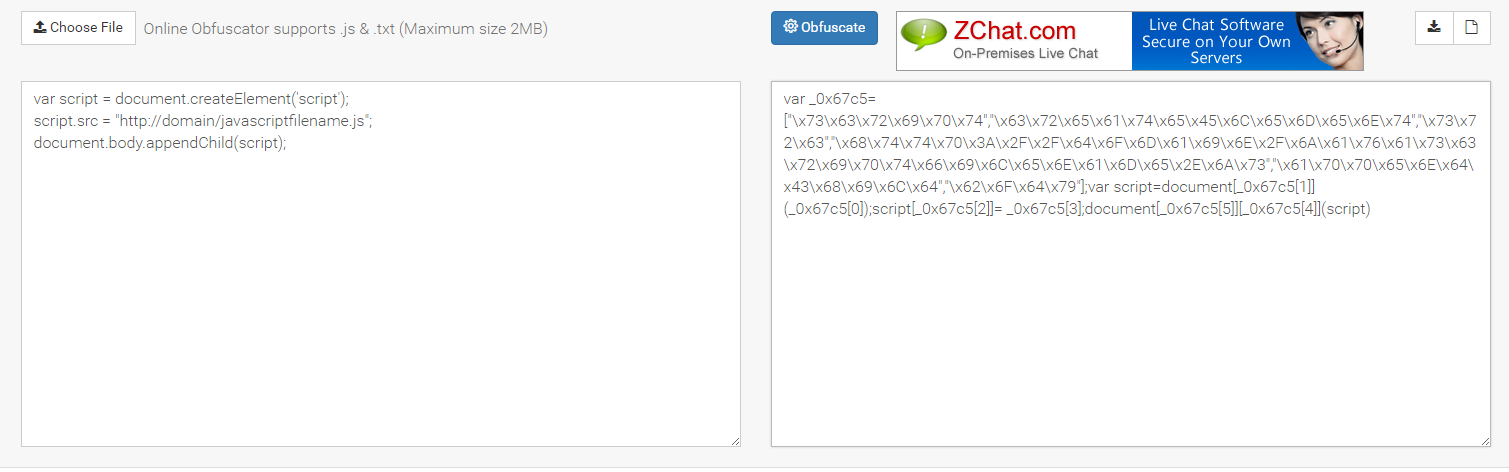 Choose File
Online Obfuscator supports .js & .txt (Maximum size 2MB)
Obfuscate
ZChat.com
On-Premises Live Chat
Live Chat Software
Secure on Your Own
Servers
var script = document.createElement('script');
script.src = "http://domain/javascriptfilename.js";
document.body.appendChild(script);
var _0x67c5=
["\x73\x63\x72\x69\x70\x74","\x63\x72\x65\x61\x74\x65\x45\x6C\x65\x6D\x65\x6E\x74","\x73\x7
2\x63","\x68\x74\x74\x70\x3A\x2F\x2F\x64\x6F\x6D\x61\x69\x6E\x2F\x6A\x61\x76\x61\x73\x63
\x72\x69\x70\x74\x66\x69\x6C\x65\x6E\x61\x6D\x65\x2E\x6A\x73","\x61\x70\x70\x65\x6E\x64\
x43\x68\x69\x6C\x64","\x62\x6F\x64\x79"];var script=document[_0x67c5[1]]
(_0x67c5[0]);script[_0x67c5[2]]= _0x67c5[3];document[_0x67c5[5]][_0x67c5[4]](script)